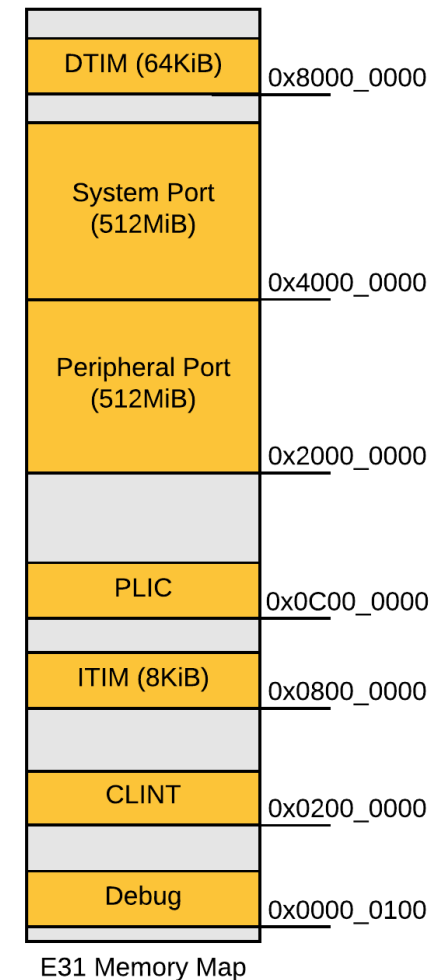 DTIM (64KiB)
0x8000_0000
System Port
(512MiB)
0x4000_0000
Peripheral Port
(512MiB)
0x2000_0000
PLIC
0x0C00_0000
ITIM (8KiB)
0x0800_0000
CLINT
0x0200_0000
Debug
0x0000_0100
E31 Memory Map